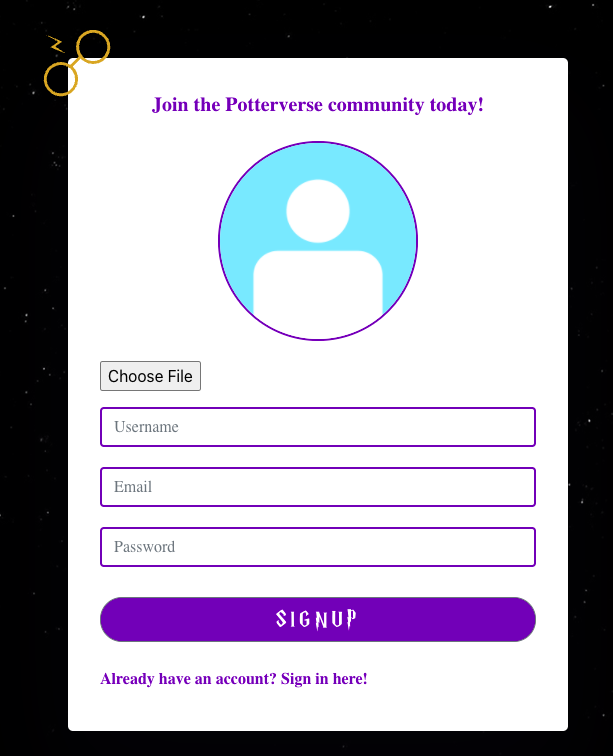 Join the Potterverse community today!
Choose File
Username
Email
Password
SIGNUP
Already have an account? Sign in here!